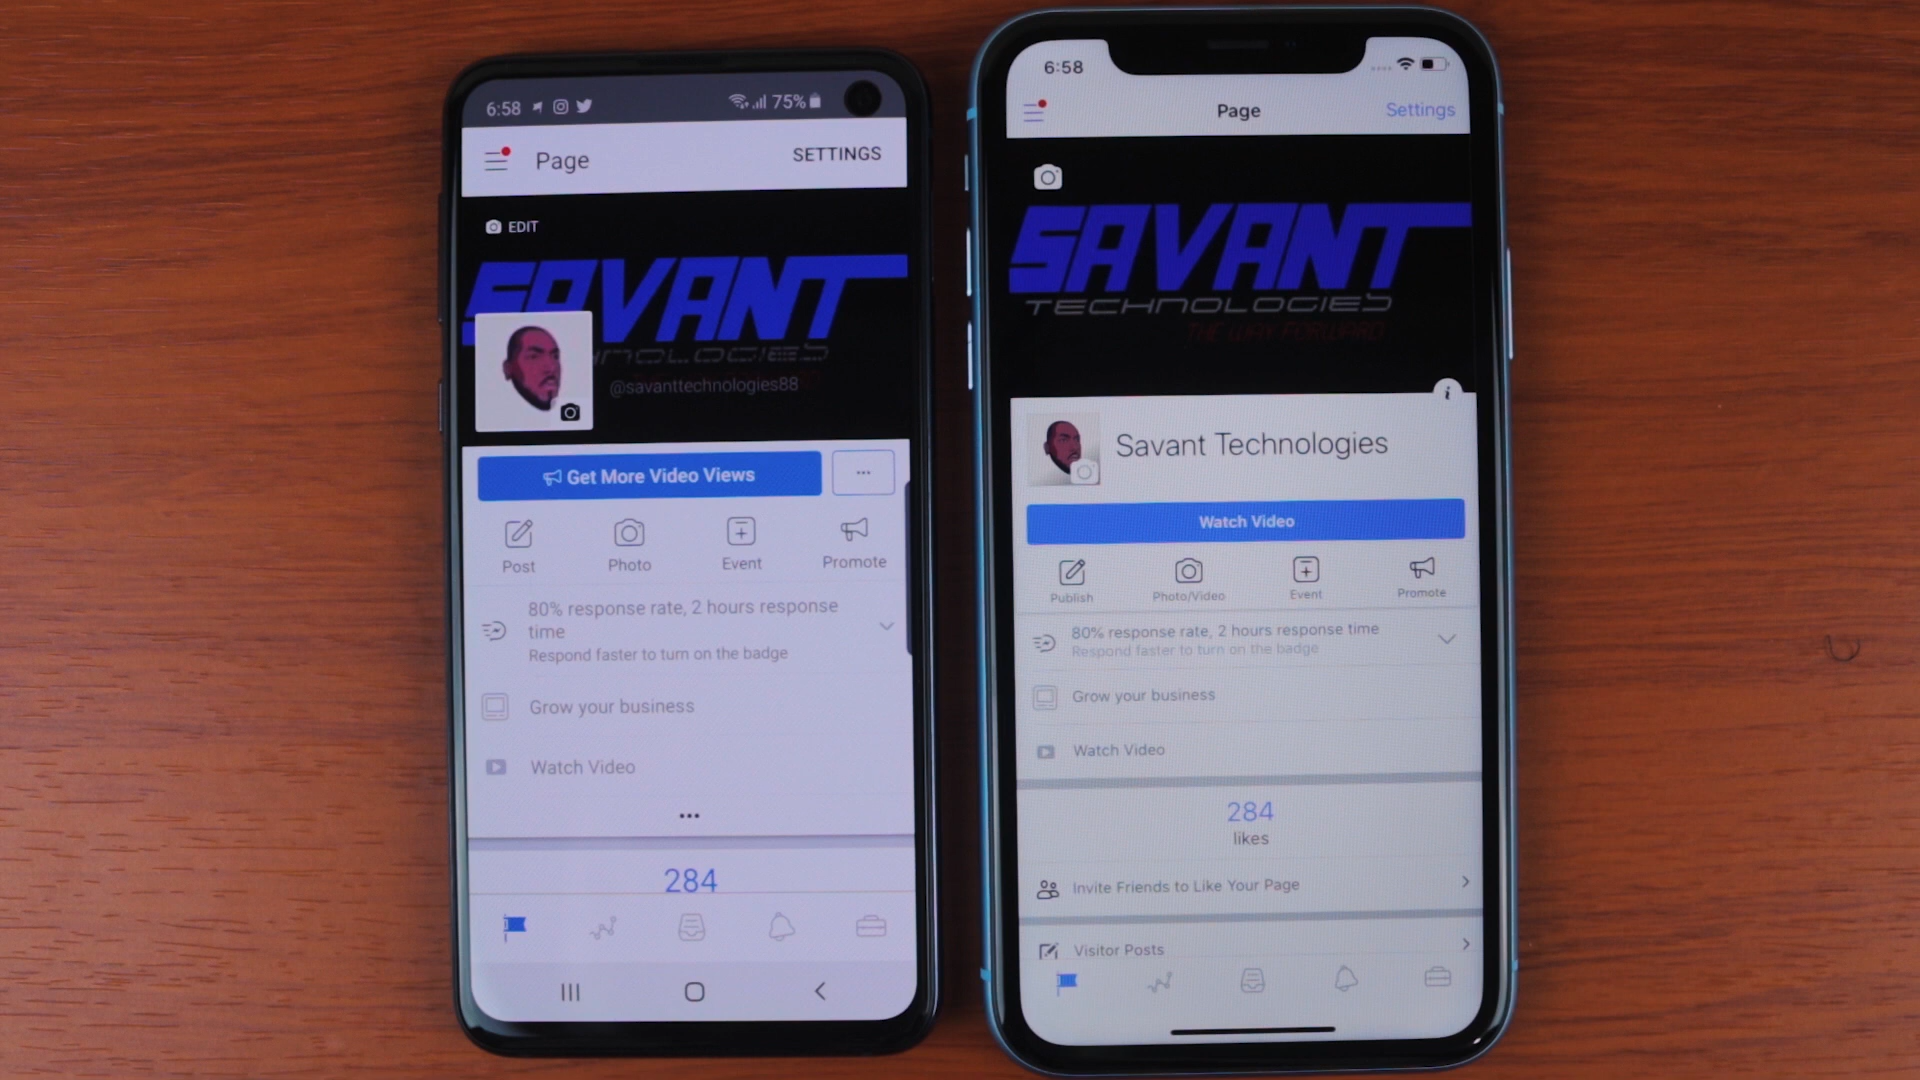 6:58
75%
Page
SETTINGS
EDIT
SAVANT
NOLOGIES
@savanttechnologies88
Get More Video Views
Post
Photo
Event
Promote
80% response rate, 2 hours response
time
Respond faster to turn on the badge
Grow your business
Watch Video
284
6:58
Page
Settings
SAVANT
TECHNOLOGIES
THE WAY FORWARD
Savant Technologies
Watch Video
Publish
Photo/Video
Event
Promote
80% response rate, 2 hours response time
Respond faster to turn on the badge
Grow your business
Watch Video
284
likes
Invite Friends to Like Your Page
Visitor Posts